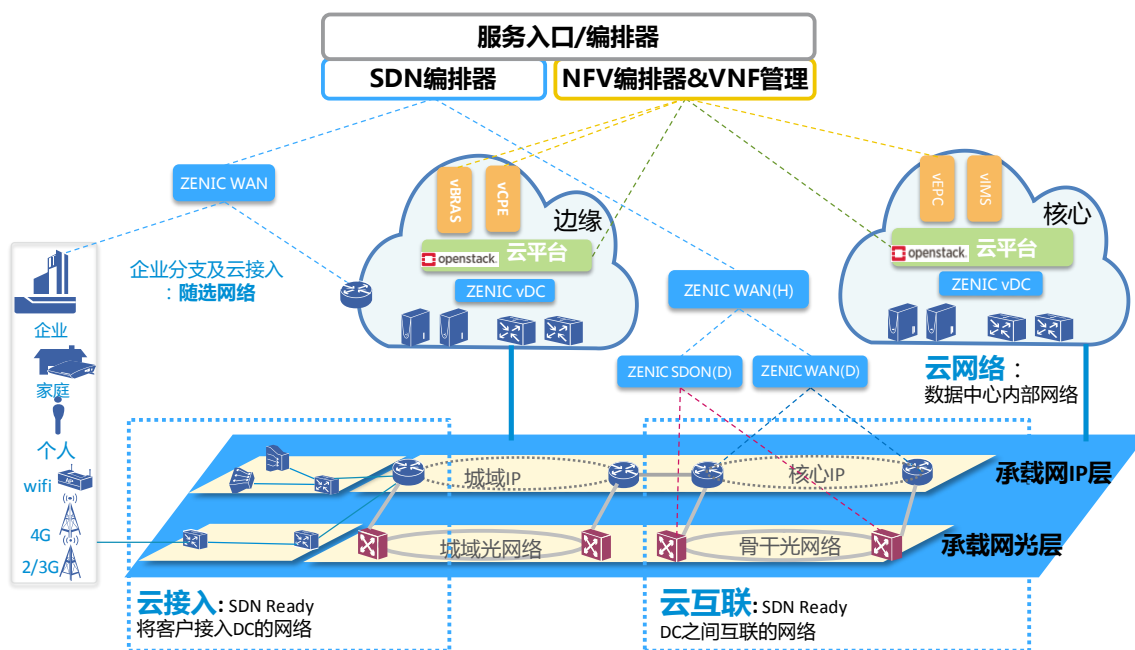 服务入口/编排器
SDN编排器
NFV编排器&VNF管理
ZENIC WAN
vBRAS
vCPE
边缘
openstack.
云平台
ZENIC vDC
vEPC
vIMS
核心
openstack.
云平台
ZENIC vDC
企业分支及云接入
：随选网络
ZENIC WAN(H)
ZENIC SDON(D)
ZENIC WAN(D)
云网络：
数据中心内部网络
企业
家庭
个人
wifi
4G
2/3G
城域IP
核心IP
承载网IP层
城域光网络
骨干光网络
承载网光层
云接入: SDN Ready
将客户接入DC的网络
云互联: SDN Ready
DC之间互联的网络